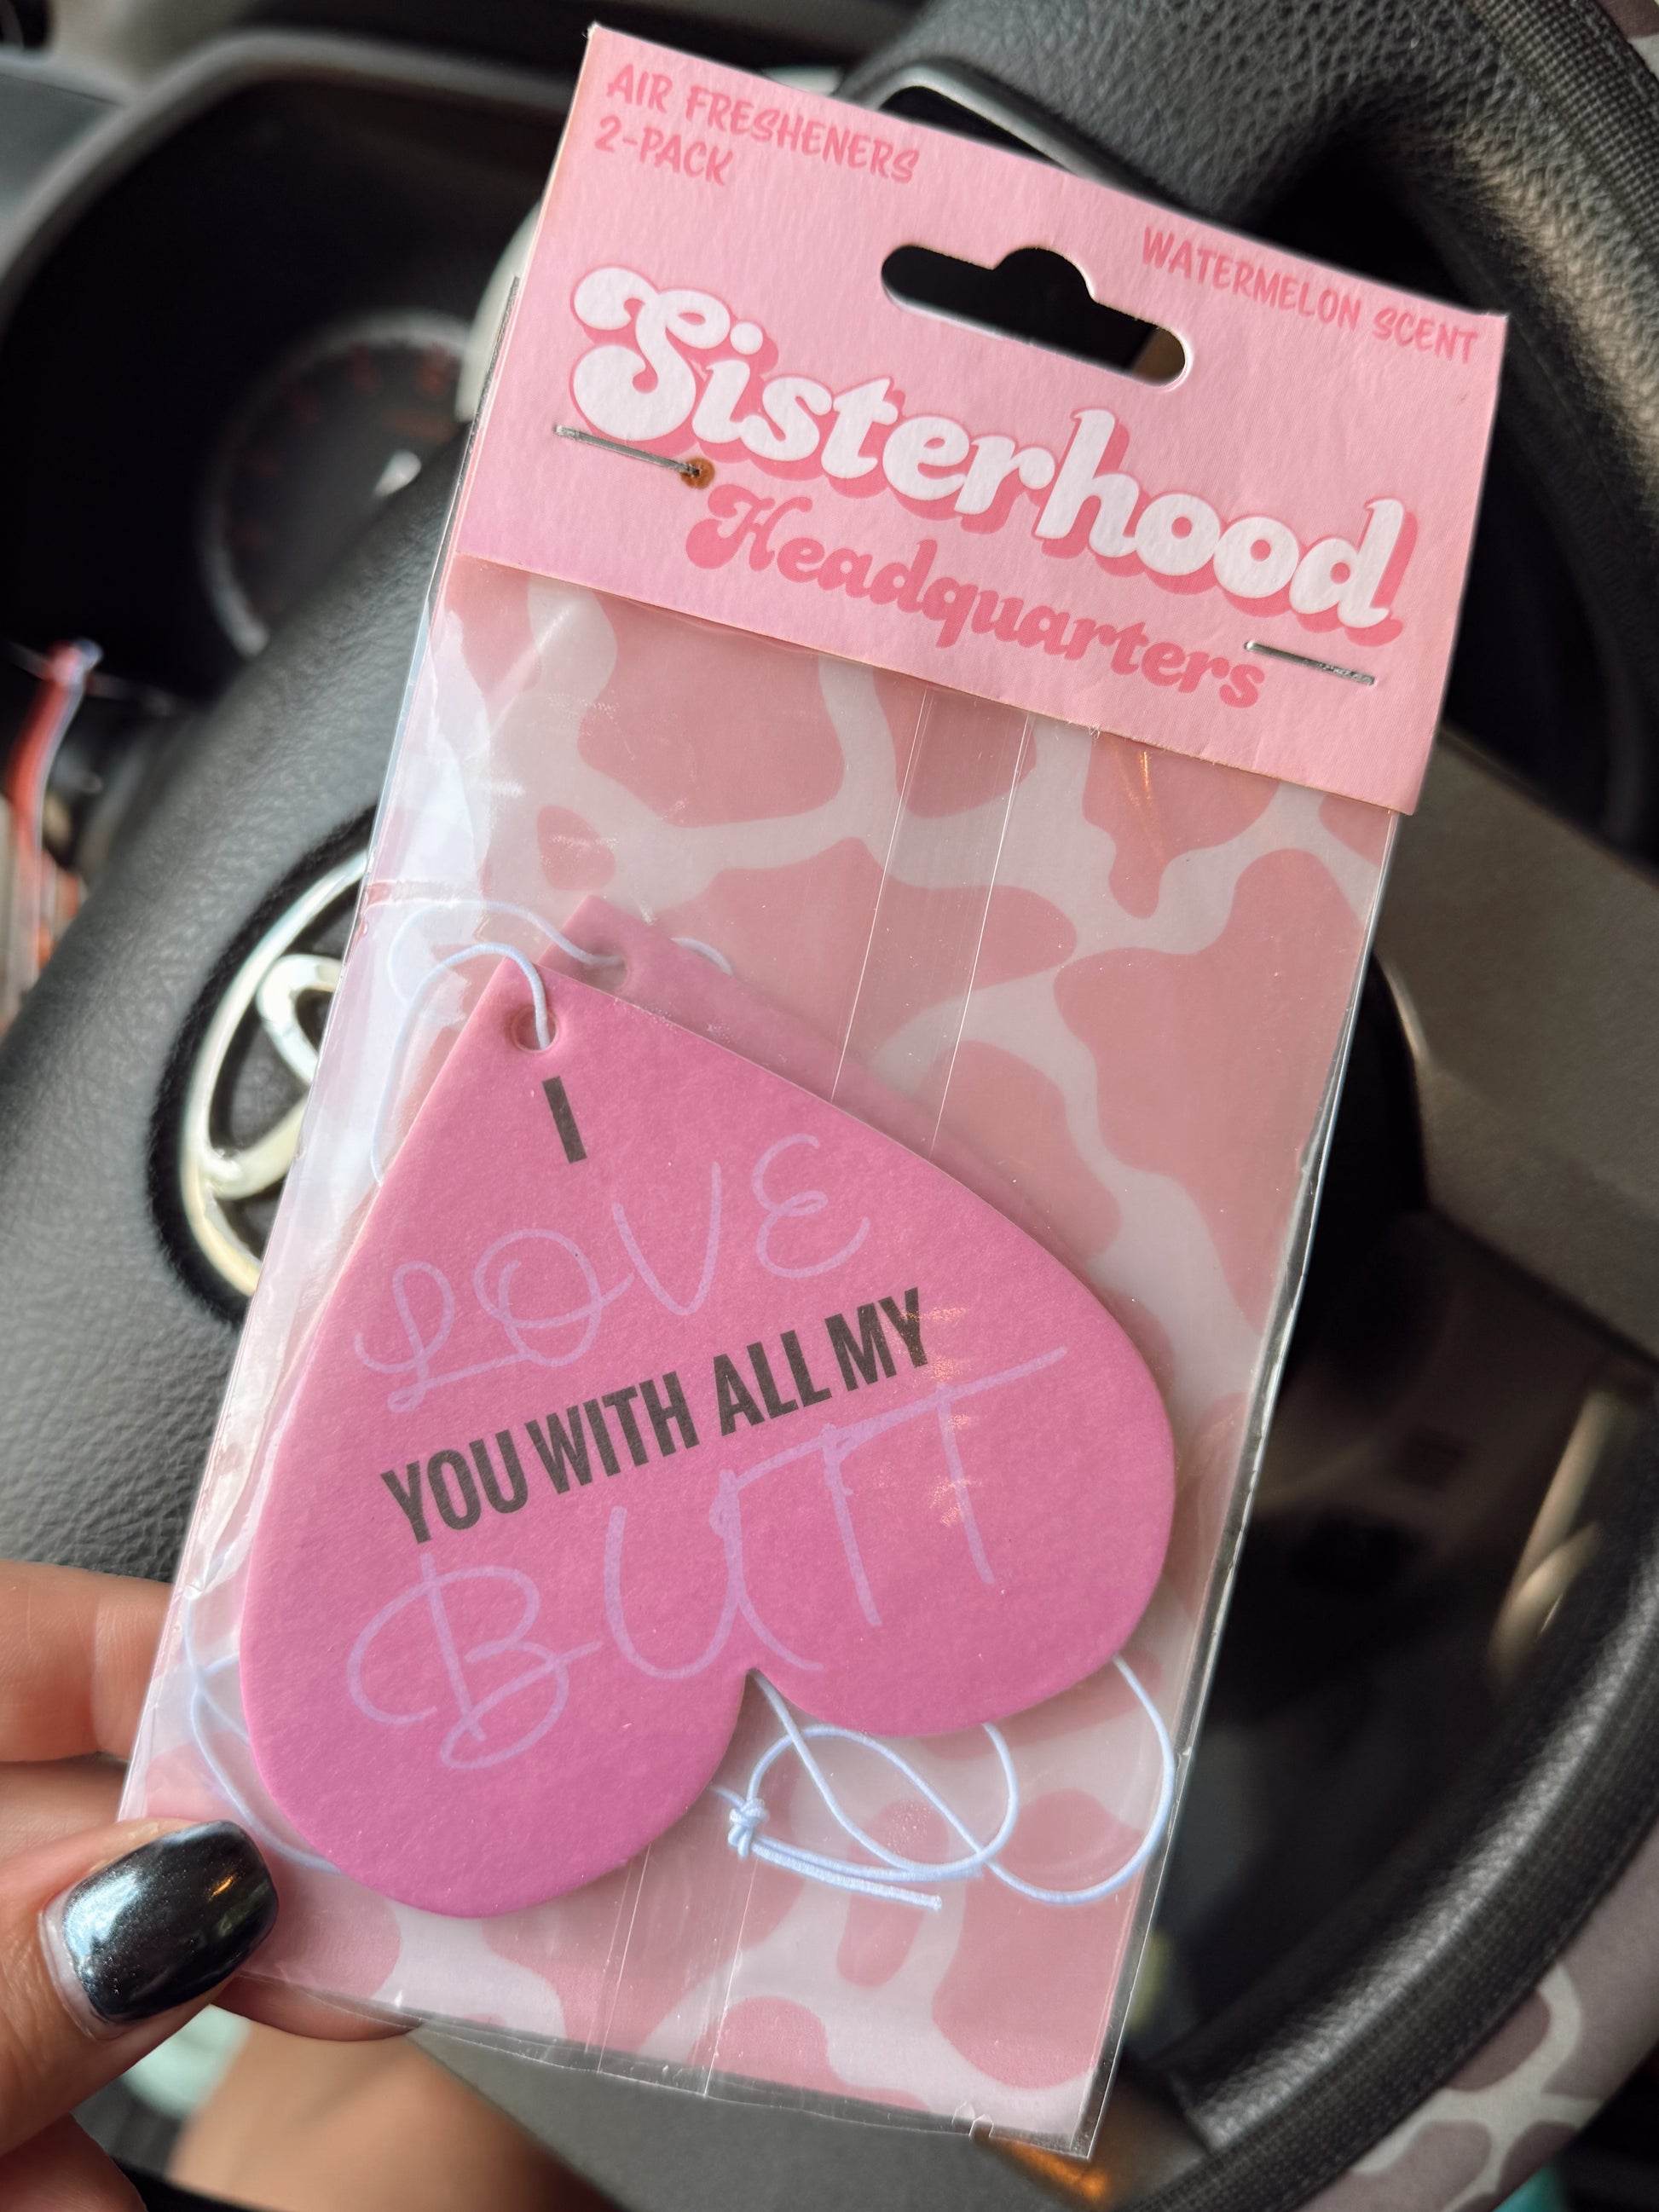 AIR FRESHENERS
2-PACK
WATERMELON SCENT
Sisterhood
Headquarters
I
LOVE
YOU WITH ALL MY
BUTT